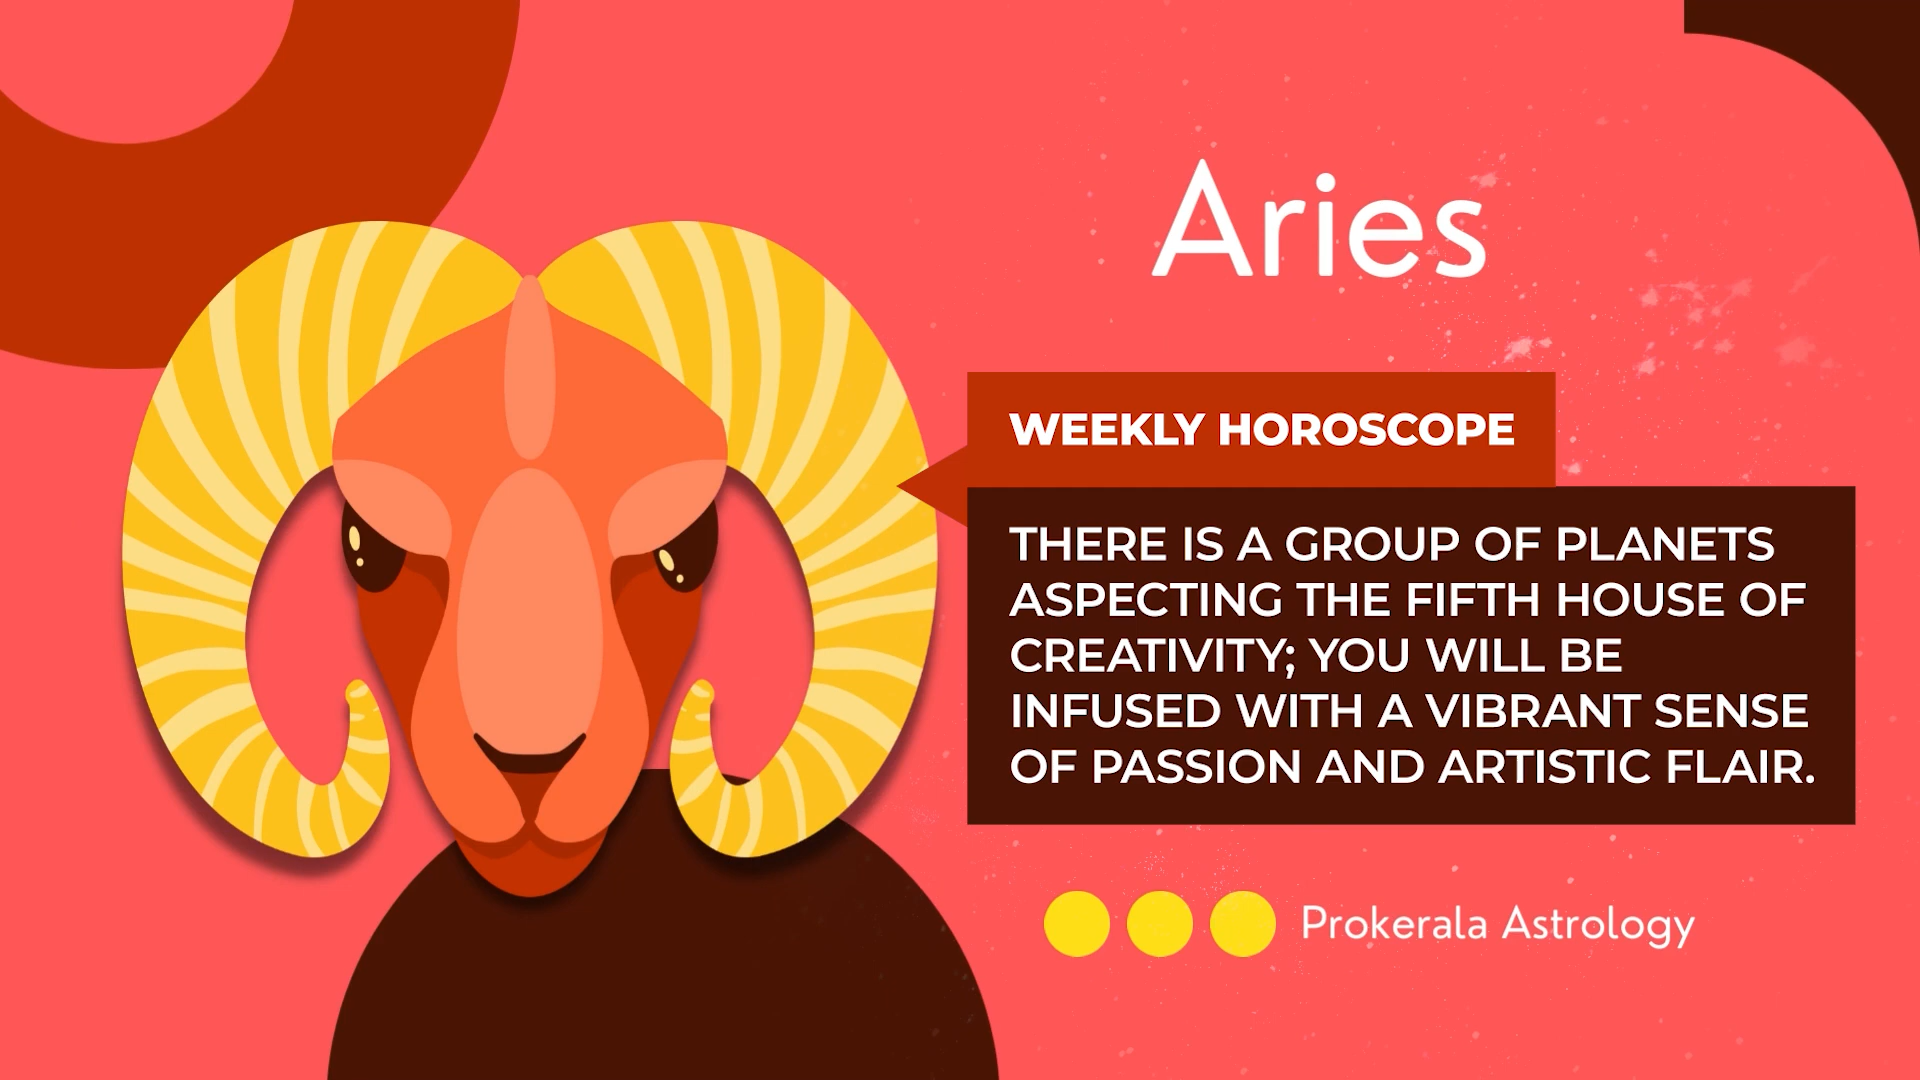 Aries
WEEKLY HOROSCOPE
THERE IS A GROUP OF PLANETS
ASPECTING THE FIFTH HOUSE OF
CREATIVITY; YOU WILL BE
INFUSED WITH A VIBRANT SENSE
OF PASSION AND ARTISTIC FLAIR.
Prokerala Astrology